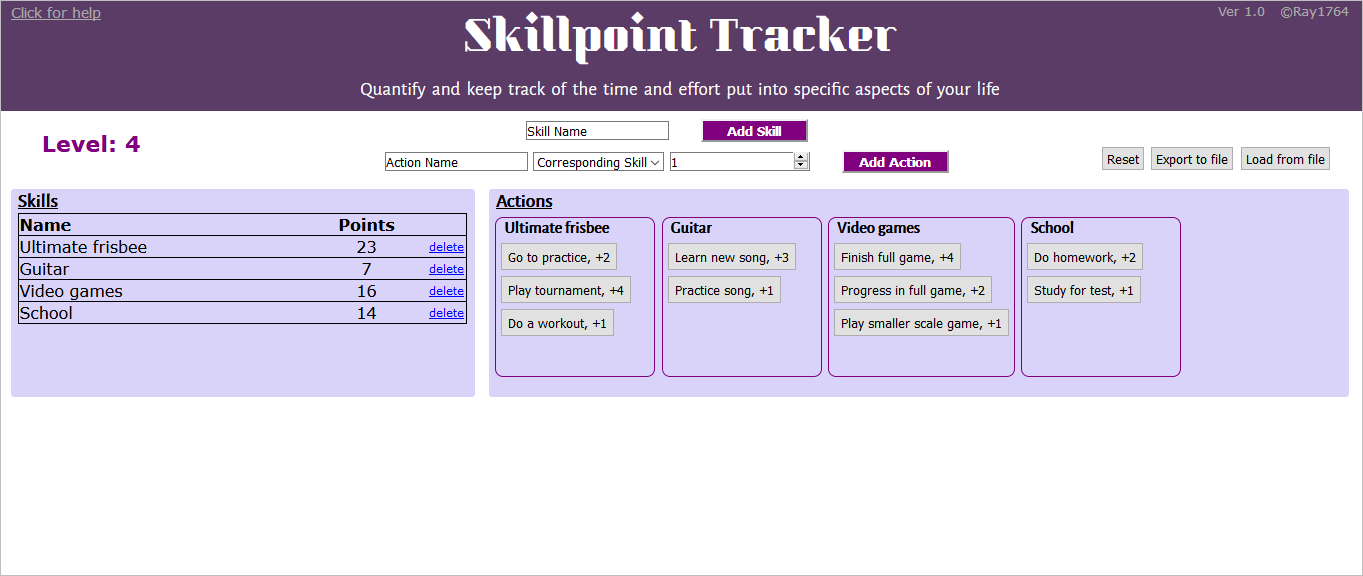 Click for help
Skillpoint Tracker
Ver 1.0 ©Ray1764
Quantify and keep track of the time and effort put into specific aspects of your life
Level: 4
Skill Name Add Skill
Action Name Corresponding Skill 1 Add Action
Reset Export to file Load from file
Skills
Name Points
Ultimate frisbee 23 delete
Guitar 7 delete
Video games 16 delete
School 14 delete
Actions
Ultimate frisbee
Go to practice, +2
Play tournament, +4
Do a workout, +1
Guitar
Learn new song, +3
Practice song, +1
Video games
Finish full game, +4
Progress in full game, +2
Play smaller scale game, +1
School
Do homework, +2
Study for test, +1